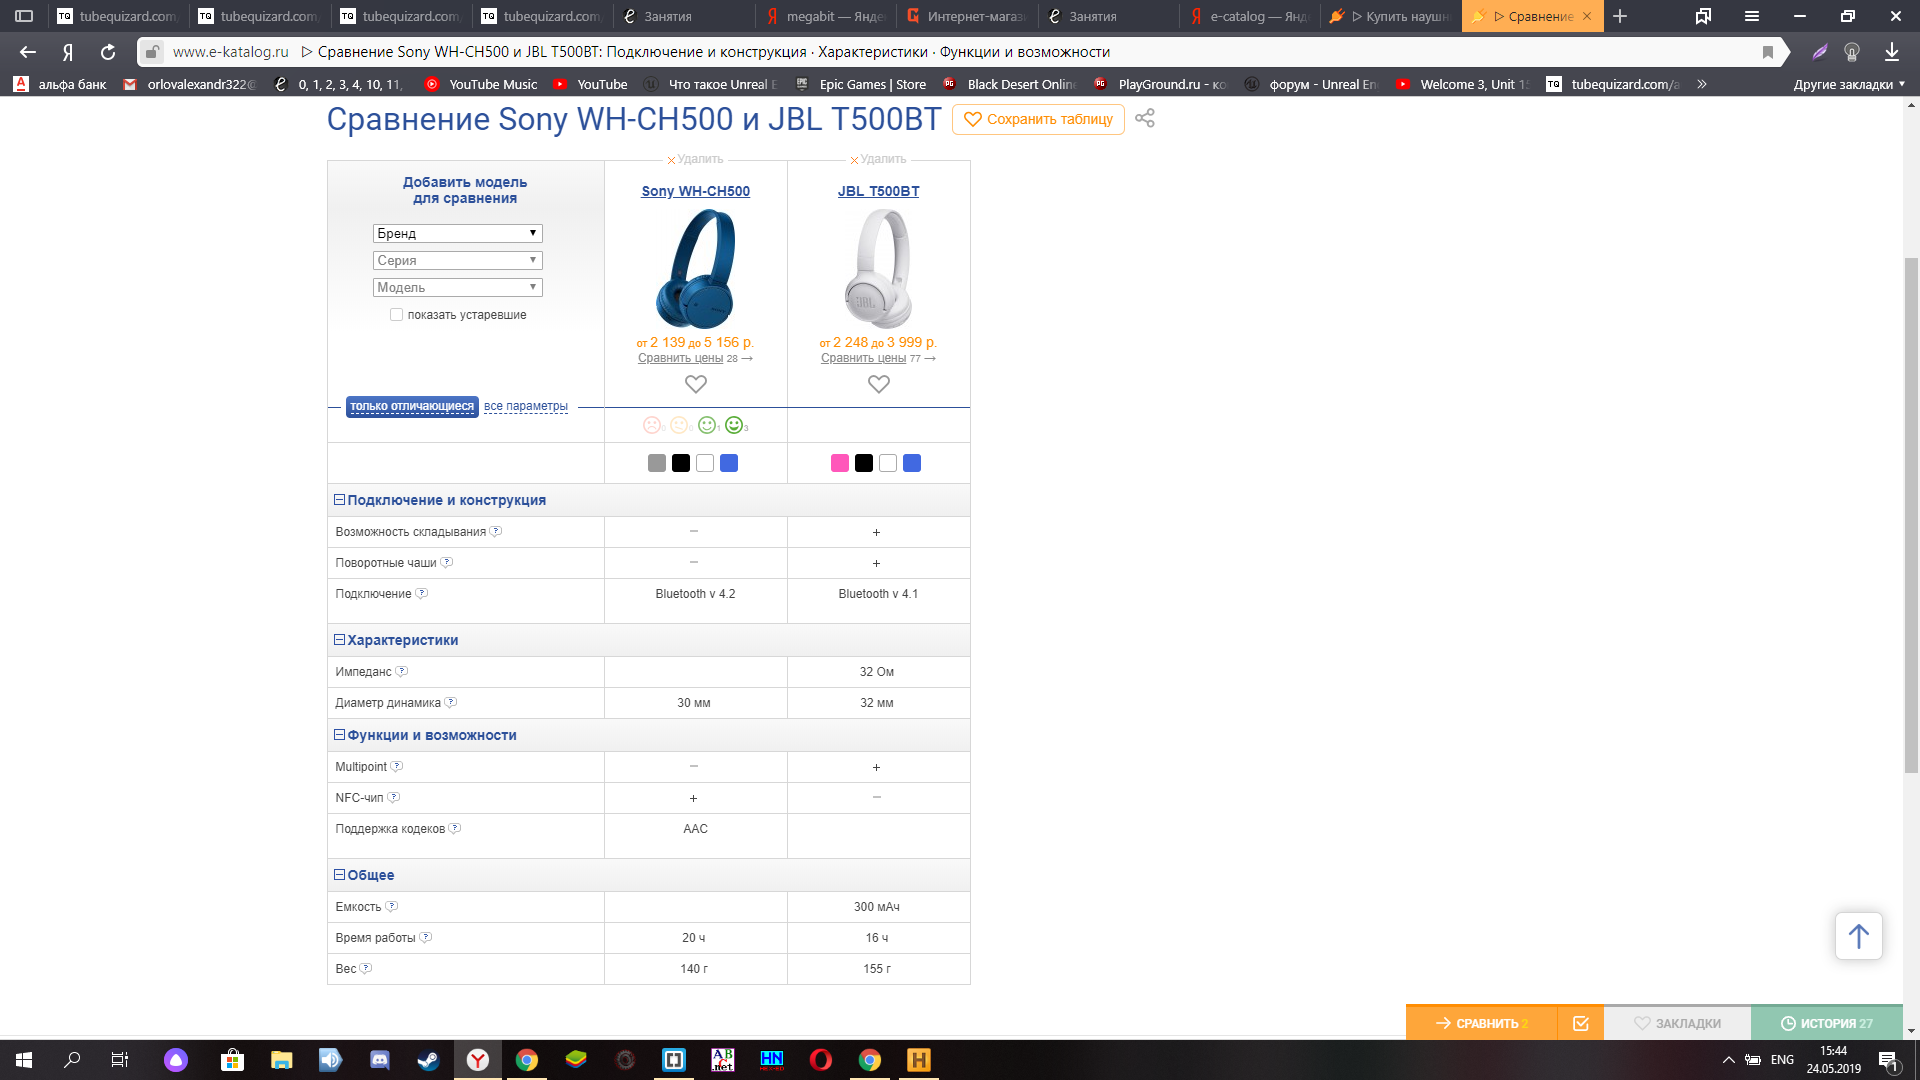 tubequizard.com
tubequizard.com
tubequizard.com
tubequizard.com
Занятия
megabit — Янде
Интернет-магази
Занятия
e-catalog — Янд
▷ Купить наушн
▷ Сравнение
www.e-katalog.ru ▷ Сравнение Sony WH-CH500 и JBL T500BT: Подключение и конструкция · Характеристики · Функции и возможности
альфа банк
orlovalexandr322@
0, 1, 2, 3, 4, 10, 11,
YouTube Music
YouTube
Что такое Unreal E
Epic Games | Store
Black Desert Online
PlayGround.ru - ко
форум - Unreal En
Welcome 3, Unit 15
tubequizard.com/a
»
Другие закладки
Сравнение Sony WH-CH500 и JBL T500BT
Сохранить таблицу
Удалить Удалить
Добавить модель
для сравнения
Бренд
Серия
Модель
показать устаревшие
Sony WH-CH500
от 2 139 до 5 156 р.
Сравнить цены 28 →
JBL T500BT
JBL
от 2 248 до 3 999 р.
Сравнить цены 77 →
только отличающиеся все параметры
0 0 1 3
Подключение и конструкция
Возможность складывания ? − +
Поворотные чаши ? − +
Подключение ? Bluetooth v 4.2 Bluetooth v 4.1
Характеристики
Импеданс ? 32 Ом
Диаметр динамика ? 30 мм 32 мм
Функции и возможности
Multipoint ? − +
NFC-чип ? + −
Поддержка кодеков ? AAC
Общее
Емкость ? 300 мАч
Время работы ? 20 ч 16 ч
Вес ? 140 г 155 г
СРАВНИТЬ 2
ЗАКЛАДКИ
ИСТОРИЯ 27
ENG
15:44
24.05.2019
1